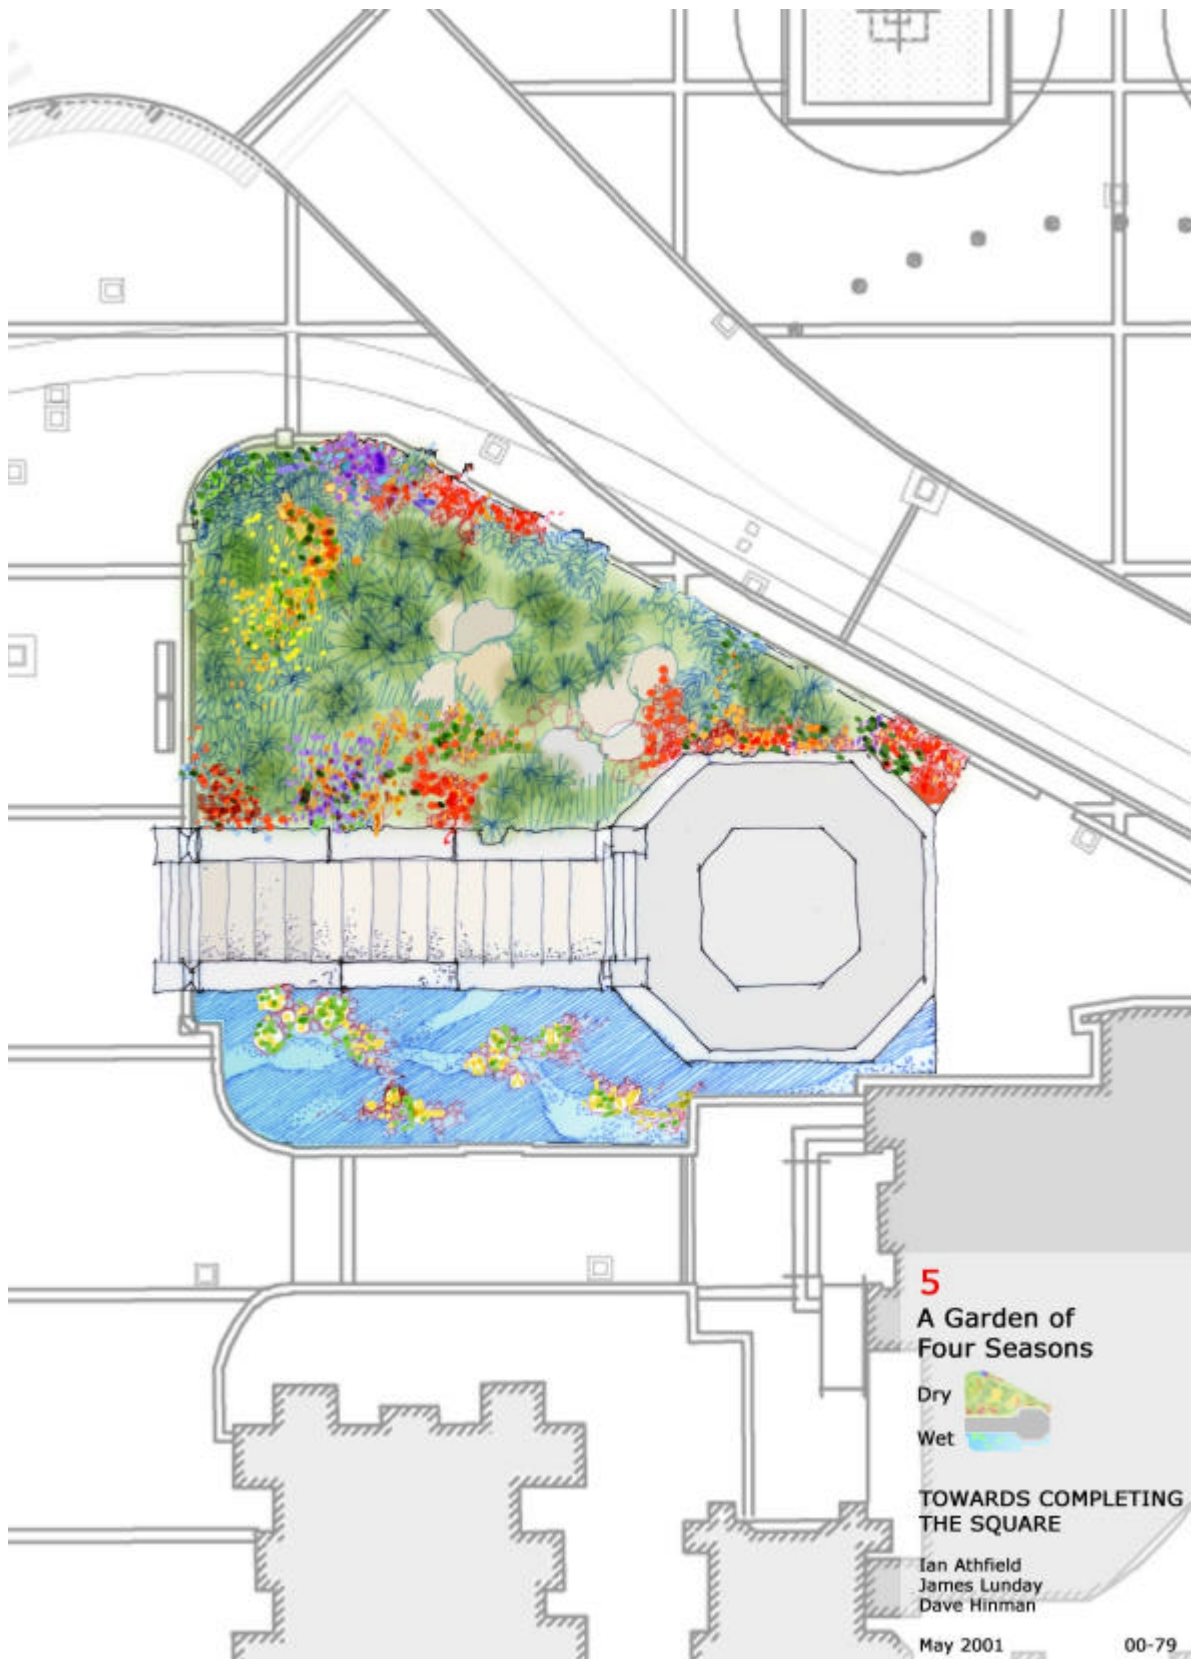 5
A Garden of
Four Seasons
Dry
Wet
TOWARDS COMPLETING
THE SQUARE
Ian Athfield
James Lunday
Dave Hinman
May 2001 00-79